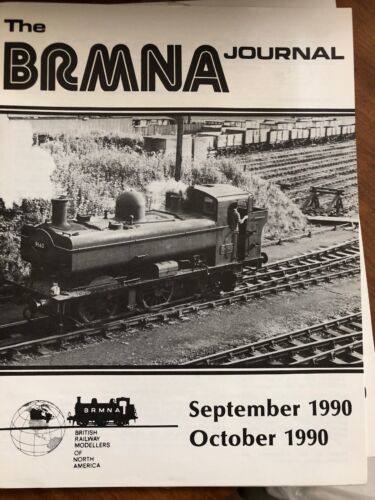 The
BRMNA JOURNAL
BRMNA
BRITISH
RAILWAY
MODELLERS
OF
NORTH
AMERICA
September 1990
October 1990